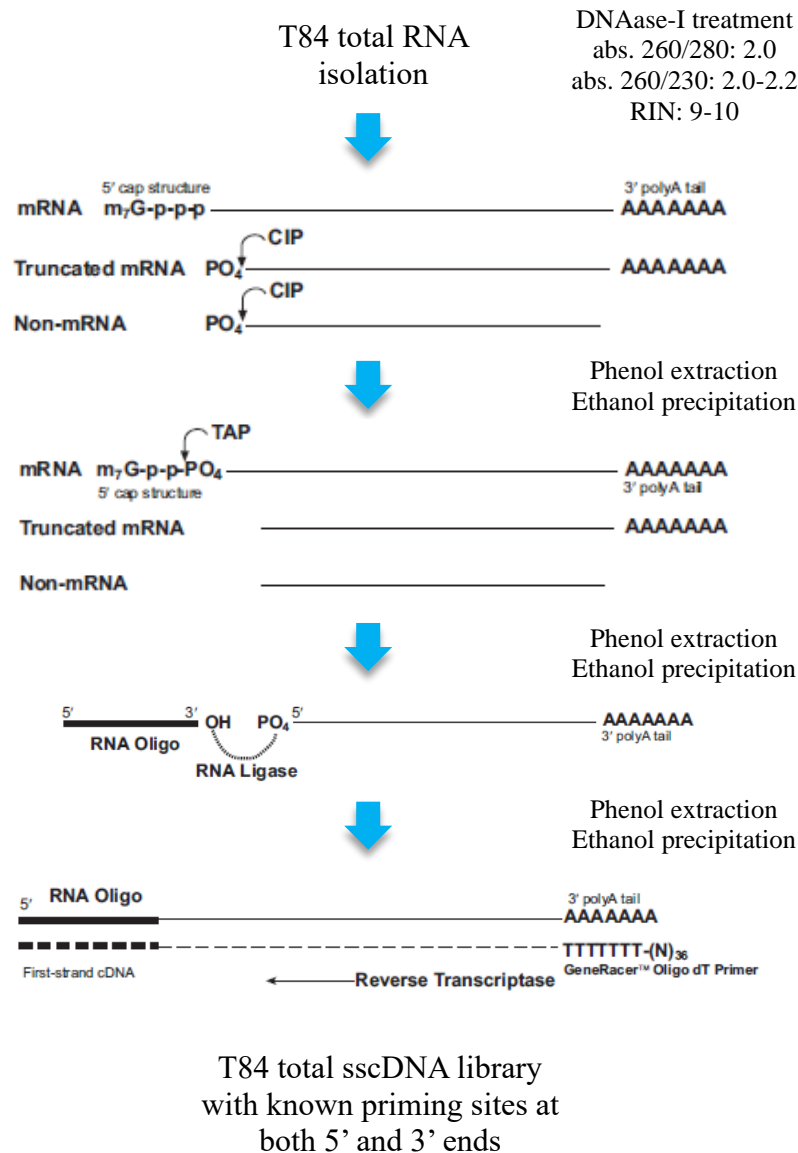 T84 total RNA
isolation
DNAase-I treatment
abs. 260/280: 2.0
abs. 260/230: 2.0-2.2
RIN: 9-10
5′ cap structure
3′ polyA tail
mRNA m₇G-p-p-p
AAAAAAA
CIP
Truncated mRNA PO₄
AAAAAAA
CIP
Non-mRNA PO₄
Phenol extraction
Ethanol precipitation
TAP
mRNA m₇G-p-p-PO₄
AAAAAAA
5′ cap structure
3′ polyA tail
Truncated mRNA
AAAAAAA
Non-mRNA
Phenol extraction
Ethanol precipitation
5′ 3′ OH PO₄ 5′
AAAAAAA
RNA Oligo
3′ polyA tail
RNA Ligase
Phenol extraction
Ethanol precipitation
5′ RNA Oligo
3′ polyA tail
AAAAAAA
TTTTTTT-(N)₃₆
First-strand cDNA
Reverse Transcriptase
GeneRacer™ Oligo dT Primer
T84 total sscDNA library
with known priming sites at
both 5’ and 3’ ends